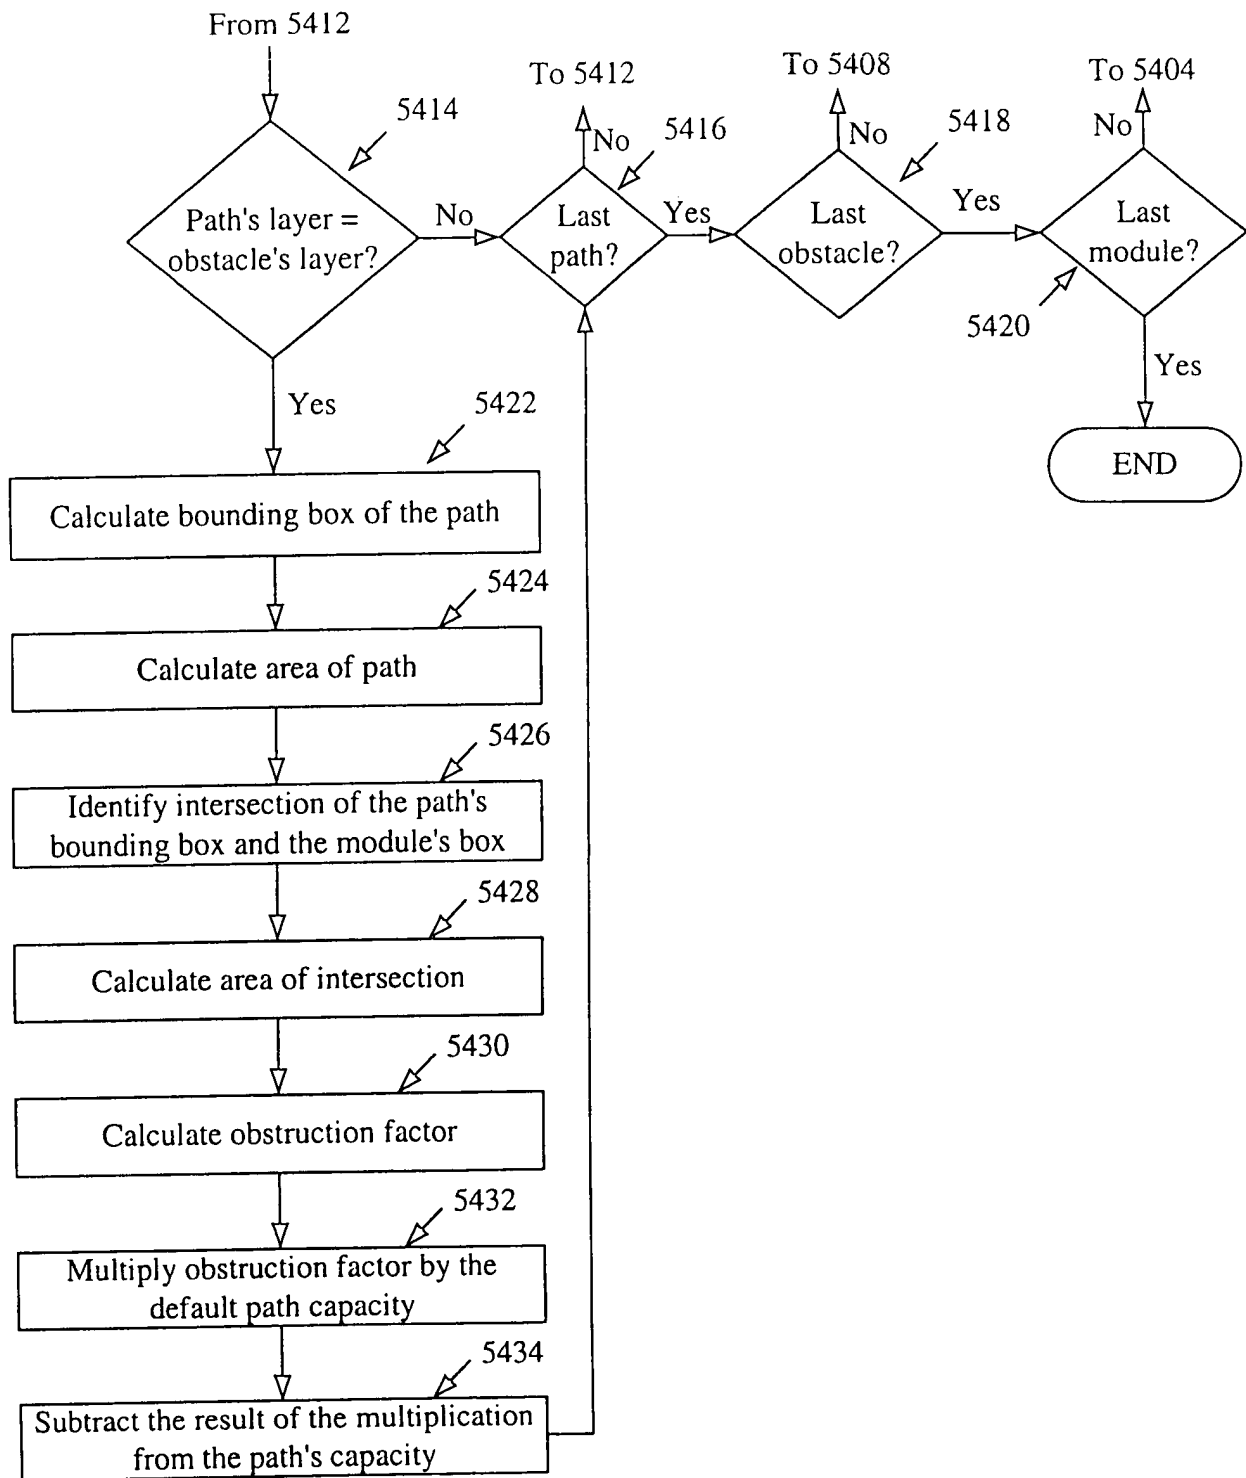 From 5412
To 5412
To 5408
To 5404
5414
No
5416
No
5418
No
Path's layer =
obstacle's layer?
No
Last
path?
Yes
Last
obstacle?
Yes
Last
module?
5420
Yes
Yes
5422
END
Calculate bounding box of the path
5424
Calculate area of path
5426
Identify intersection of the path's
bounding box and the module's box
5428
Calculate area of intersection
5430
Calculate obstruction factor
5432
Multiply obstruction factor by the
default path capacity
5434
Subtract the result of the multiplication
from the path's capacity